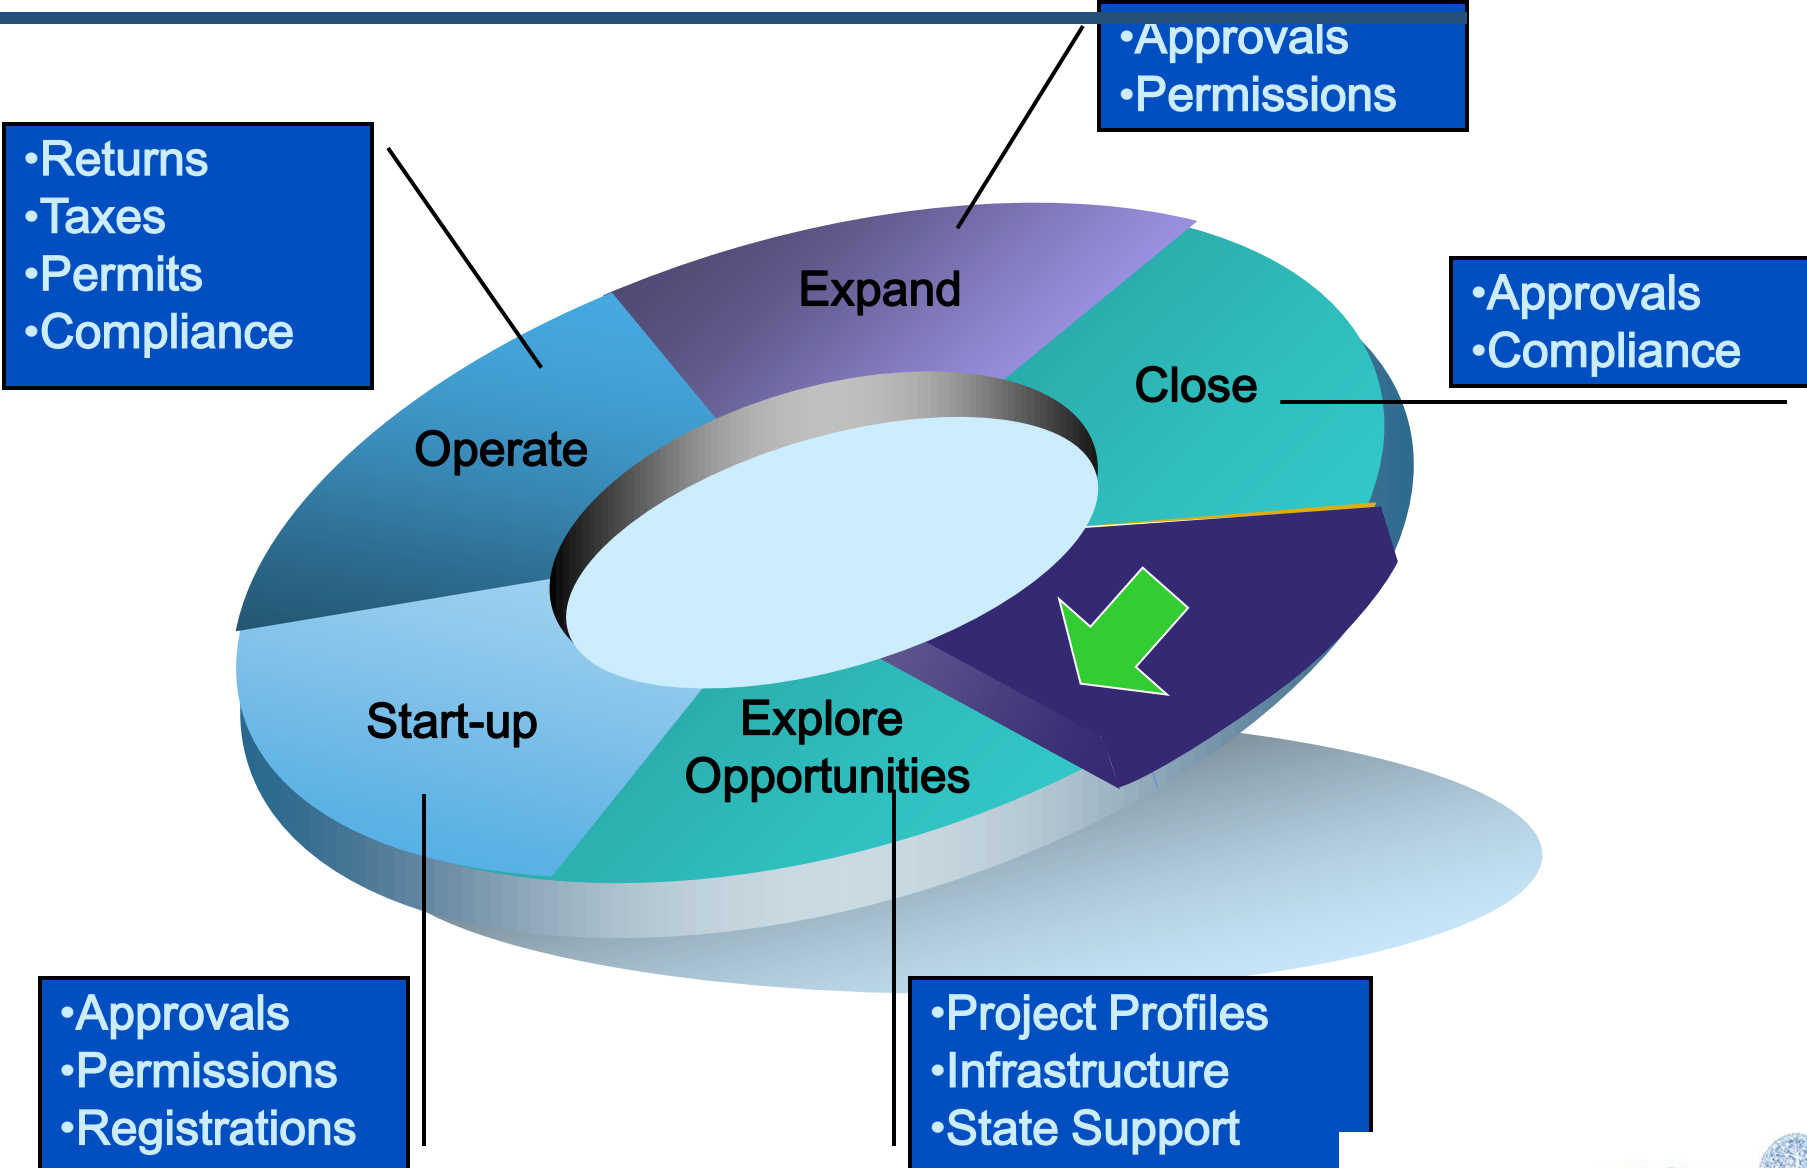 •Approvals
•Permissions
•Returns
•Taxes
•Permits
•Compliance
Expand
•Approvals
•Compliance
Close
Operate
Start-up
Explore
Opportunities
•Approvals
•Permissions
•Registrations
•Project Profiles
•Infrastructure
•State Support